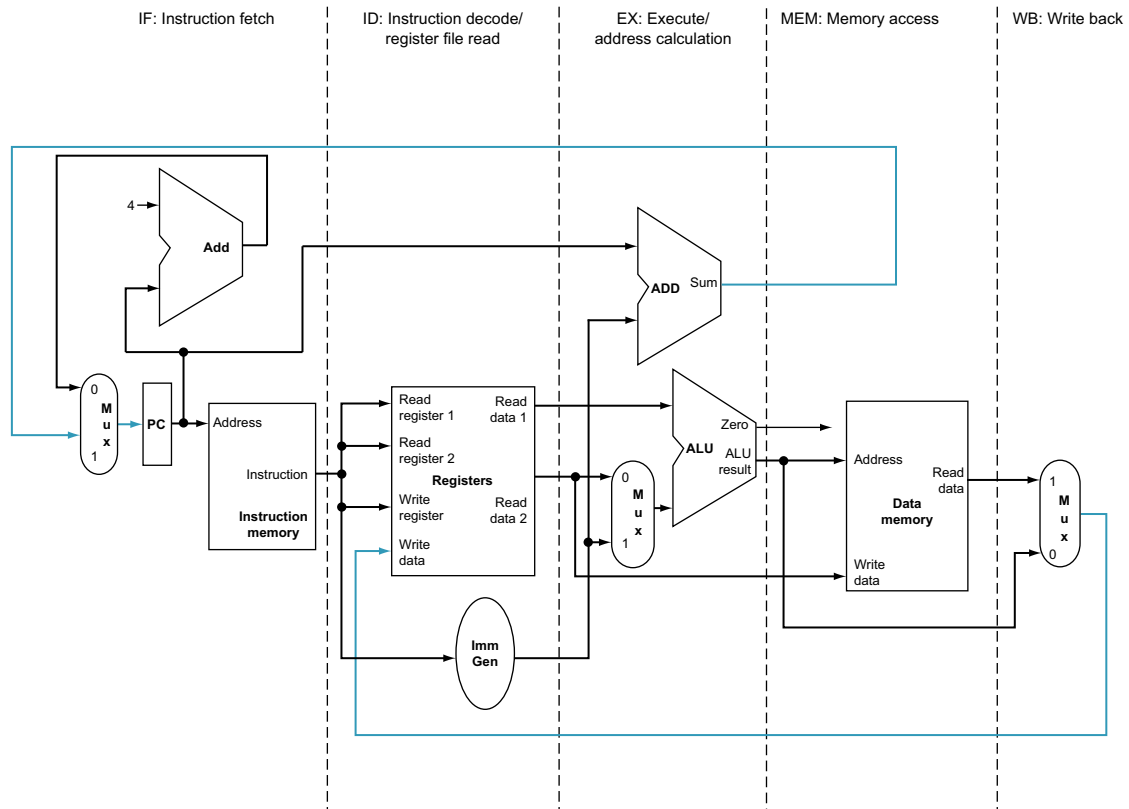 IF: Instruction fetch
ID: Instruction decode/
register file read
EX: Execute/
address calculation
MEM: Memory access
WB: Write back
4
Add
ADD
Sum
0
M
u
x
1
PC
Address
Instruction
Instruction
memory
Read
register 1
Read
register 2
Write
register
Write
data
Registers
Read
data 1
Read
data 2
Imm
Gen
0
M
u
x
1
Zero
ALU
ALU
result
Address
Read
data
Data
memory
Write
data
1
M
u
x
0